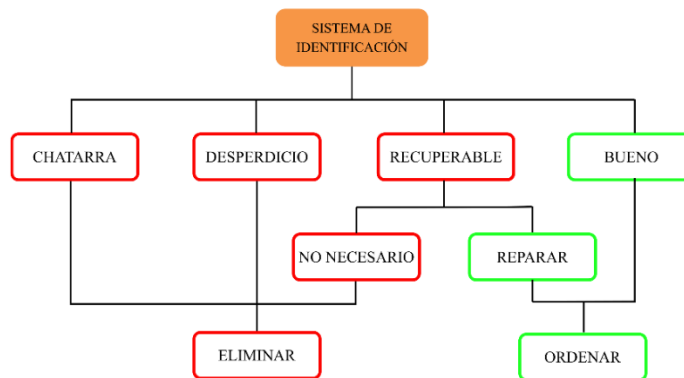 SISTEMA DE
IDENTIFICACIÓN
CHATARRA
DESPERDICIO
RECUPERABLE
BUENO
NO NECESARIO
REPARAR
ELIMINAR
ORDENAR